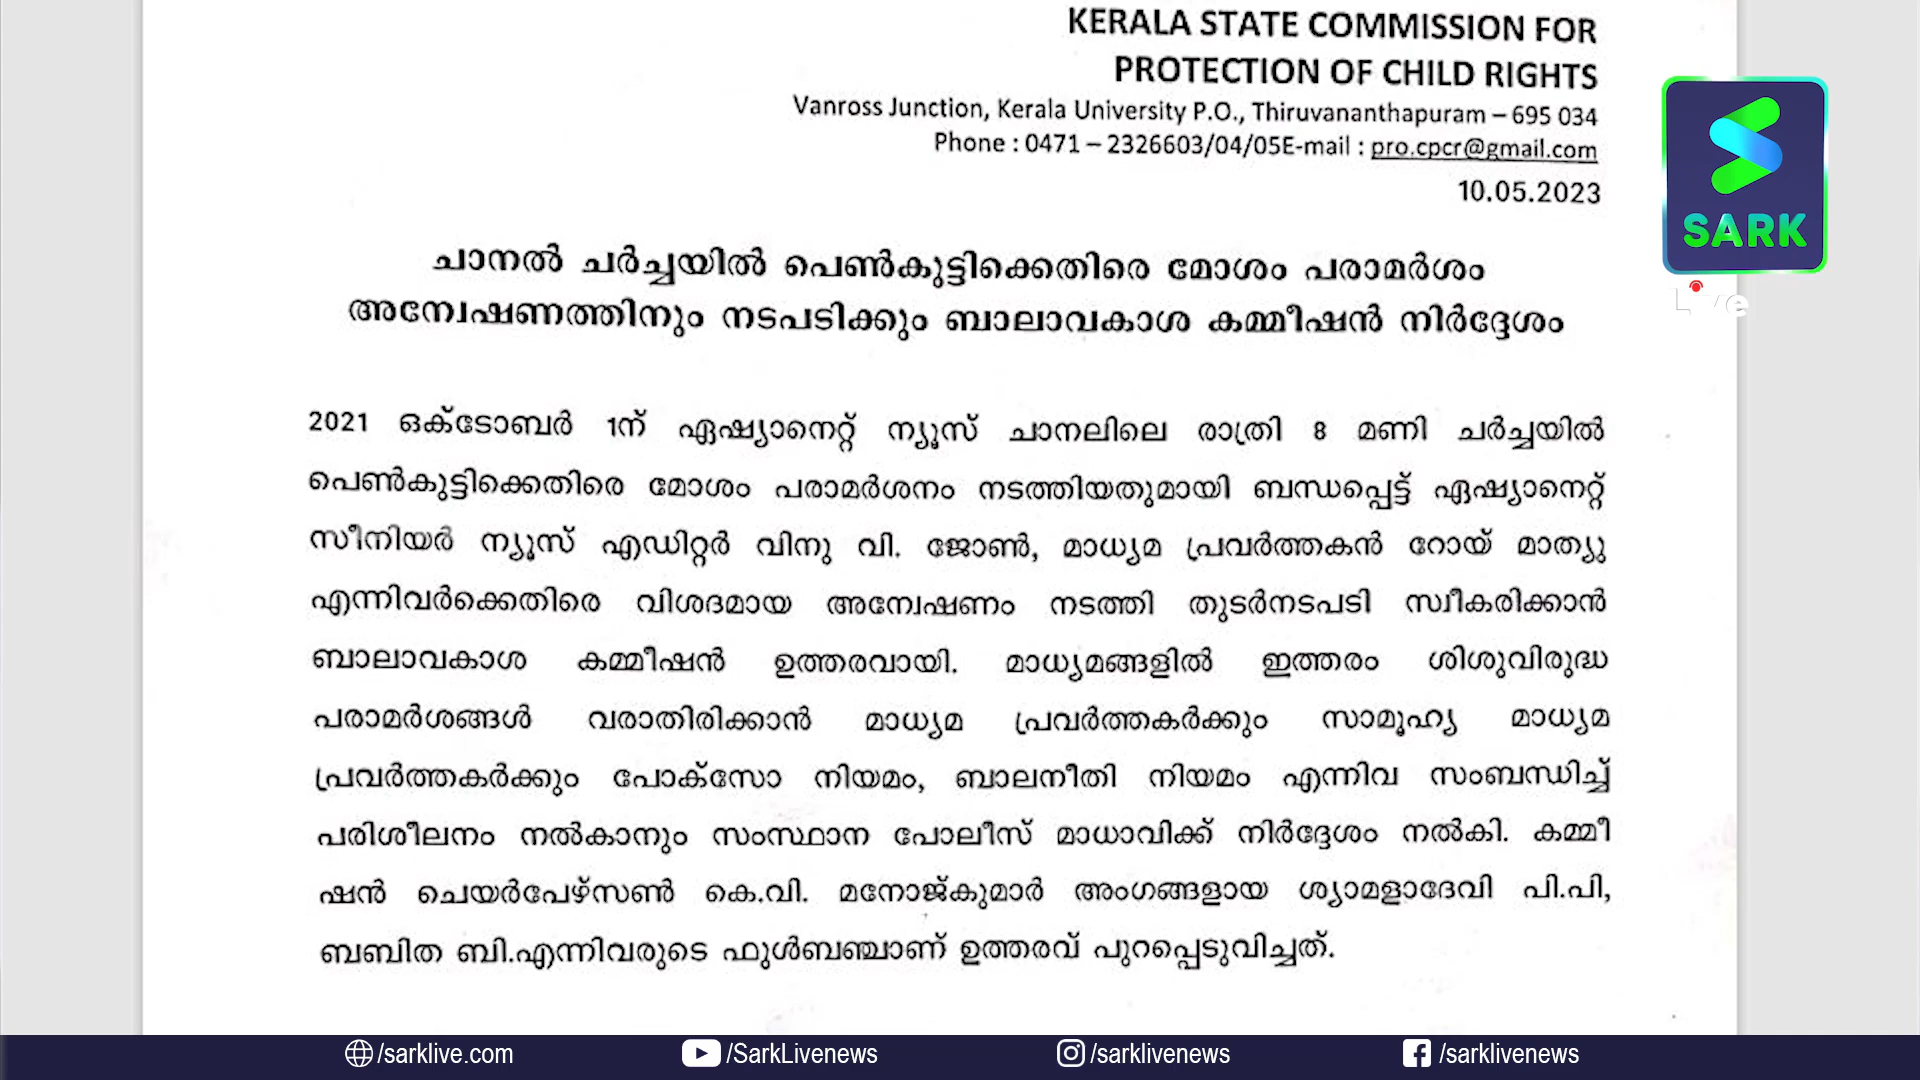 KERALA STATE COMMISSION FOR
PROTECTION OF CHILD RIGHTS
Vanross Junction, Kerala University P.O., Thiruvananthapuram – 695 034
Phone : 0471 – 2326603/04/05E-mail : pro.cpcr@gmail.com
10.05.2023
SARK
Live
ചാനൽ ചർച്ചയിൽ പെൺകുട്ടിക്കെതിരെ മോശം പരാമർശം
അന്വേഷണത്തിനും നടപടിക്കും ബാലാവകാശ കമ്മീഷൻ നിർദ്ദേശം
2021 ഒക്ടോബർ 1ന് ഏഷ്യാനെറ്റ് ന്യൂസ് ചാനലിലെ രാത്രി 8 മണി ചർച്ചയിൽ
പെൺകുട്ടിക്കെതിരെ മോശം പരാമർശനം നടത്തിയതുമായി ബന്ധപ്പെട്ട് ഏഷ്യാനെറ്റ്
സീനിയർ ന്യൂസ് എഡിറ്റർ വിനു വി. ജോൺ, മാധ്യമ പ്രവർത്തകൻ റോയ് മാത്യു
എന്നിവർക്കെതിരെ വിശദമായ അന്വേഷണം നടത്തി തുടർനടപടി സ്വീകരിക്കാൻ
ബാലാവകാശ കമ്മീഷൻ ഉത്തരവായി. മാധ്യമങ്ങളിൽ ഇത്തരം ശിശുവിരുദ്ധ
പരാമർശങ്ങൾ വരാതിരിക്കാൻ മാധ്യമ പ്രവർത്തകർക്കും സാമൂഹ്യ മാധ്യമ
പ്രവർത്തകർക്കും പോക്സോ നിയമം, ബാലനീതി നിയമം എന്നിവ സംബന്ധിച്ച്
പരിശീലനം നൽകാനും സംസ്ഥാന പോലീസ് മാധാവിക്ക് നിർദ്ദേശം നൽകി. കമ്മീ
ഷൻ ചെയർപേഴ്സൺ കെ.വി. മനോജ്കുമാർ അംഗങ്ങളായ ശ്യാമളാദേവി പി.പി,
ബബിത ബി.എന്നിവരുടെ ഫുൾബഞ്ചാണ് ഉത്തരവ് പുറപ്പെടുവിച്ചത്.
/sarklive.com /SarkLivenews /sarklivenews /sarklivenews